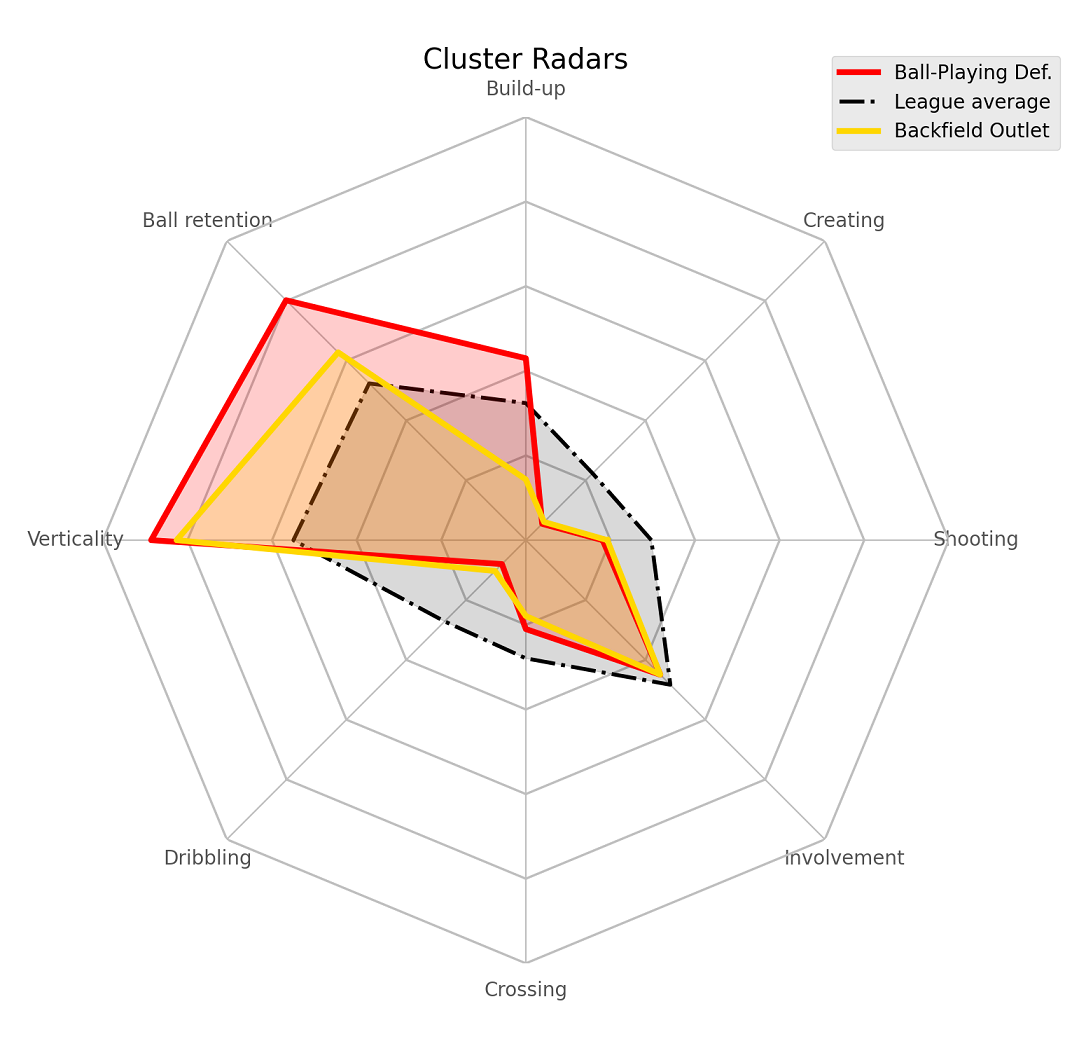 Cluster Radars
Build-up
Ball-Playing Def.
League average
Backfield Outlet
Ball retention
Creating
Verticality
Shooting
Dribbling
Involvement
Crossing